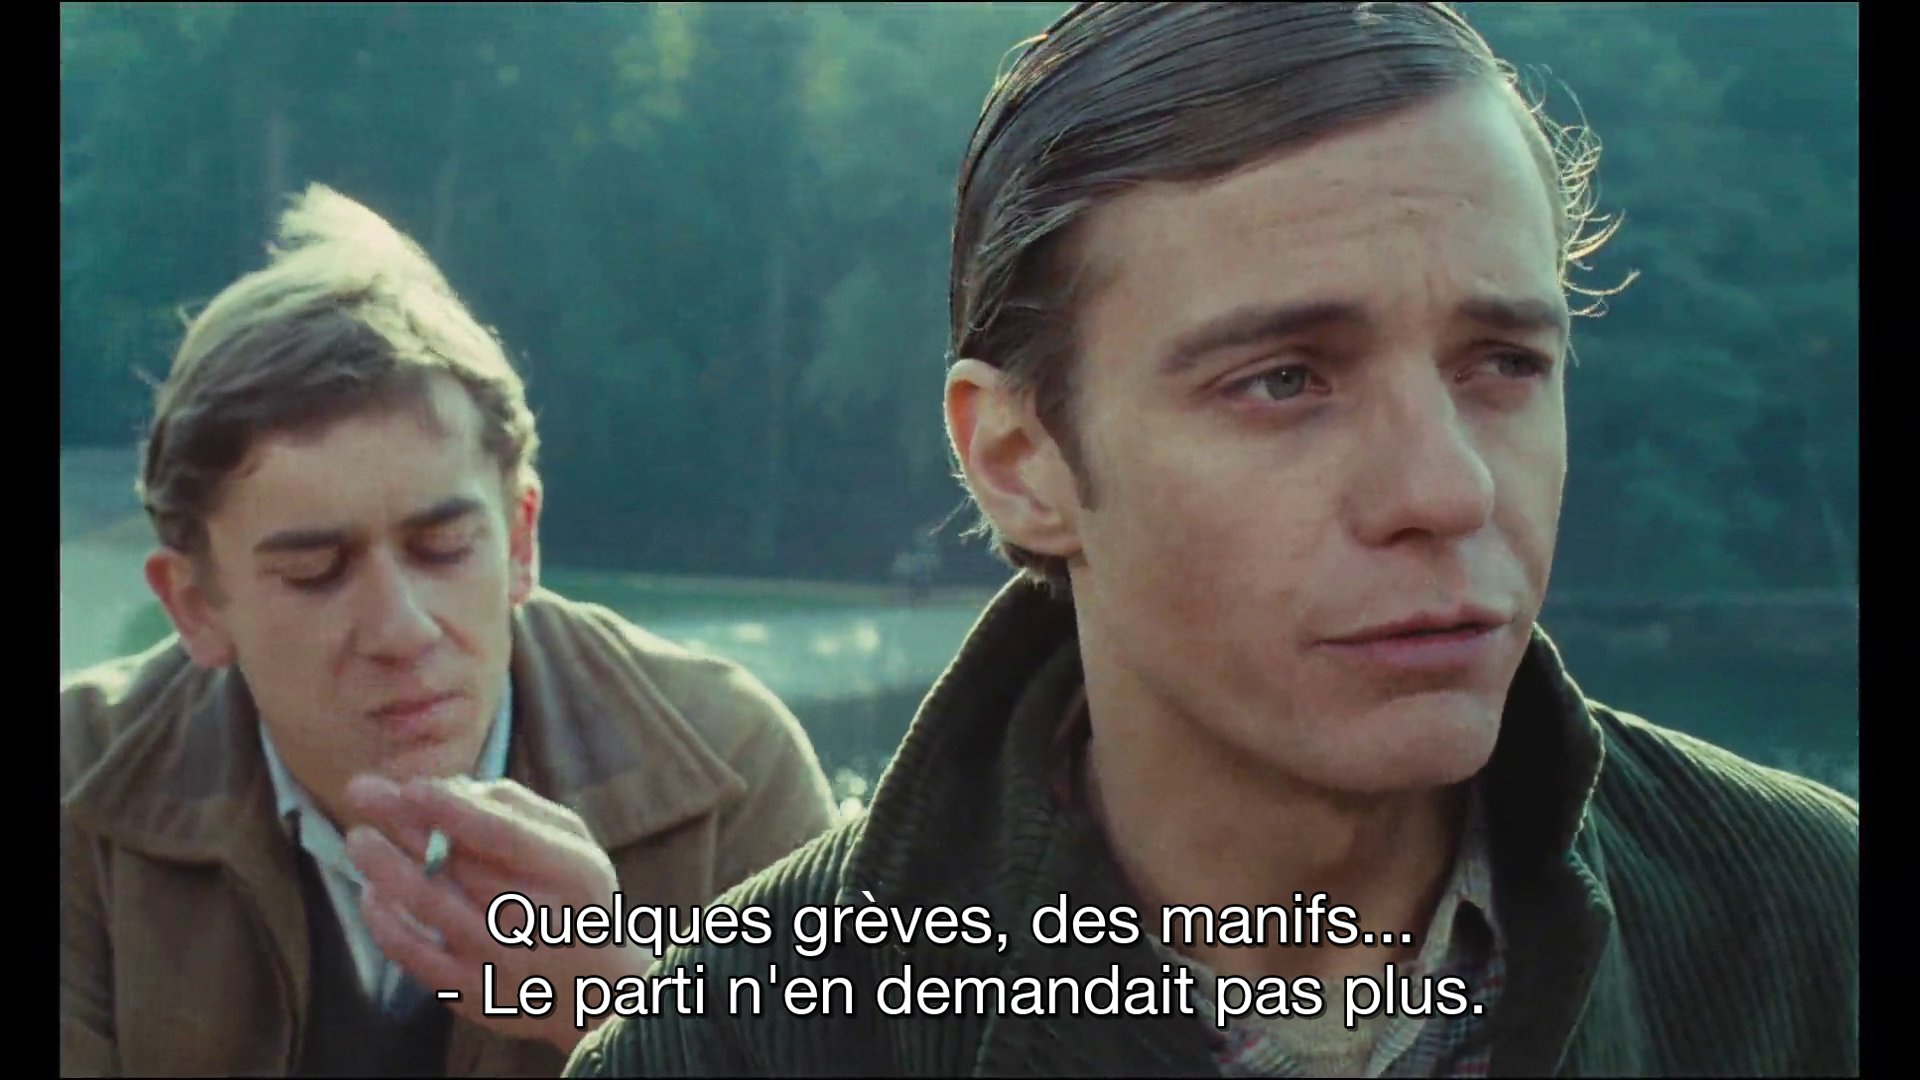 Quelques grèves, des manifs...
- Le parti n'en demandait pas plus.